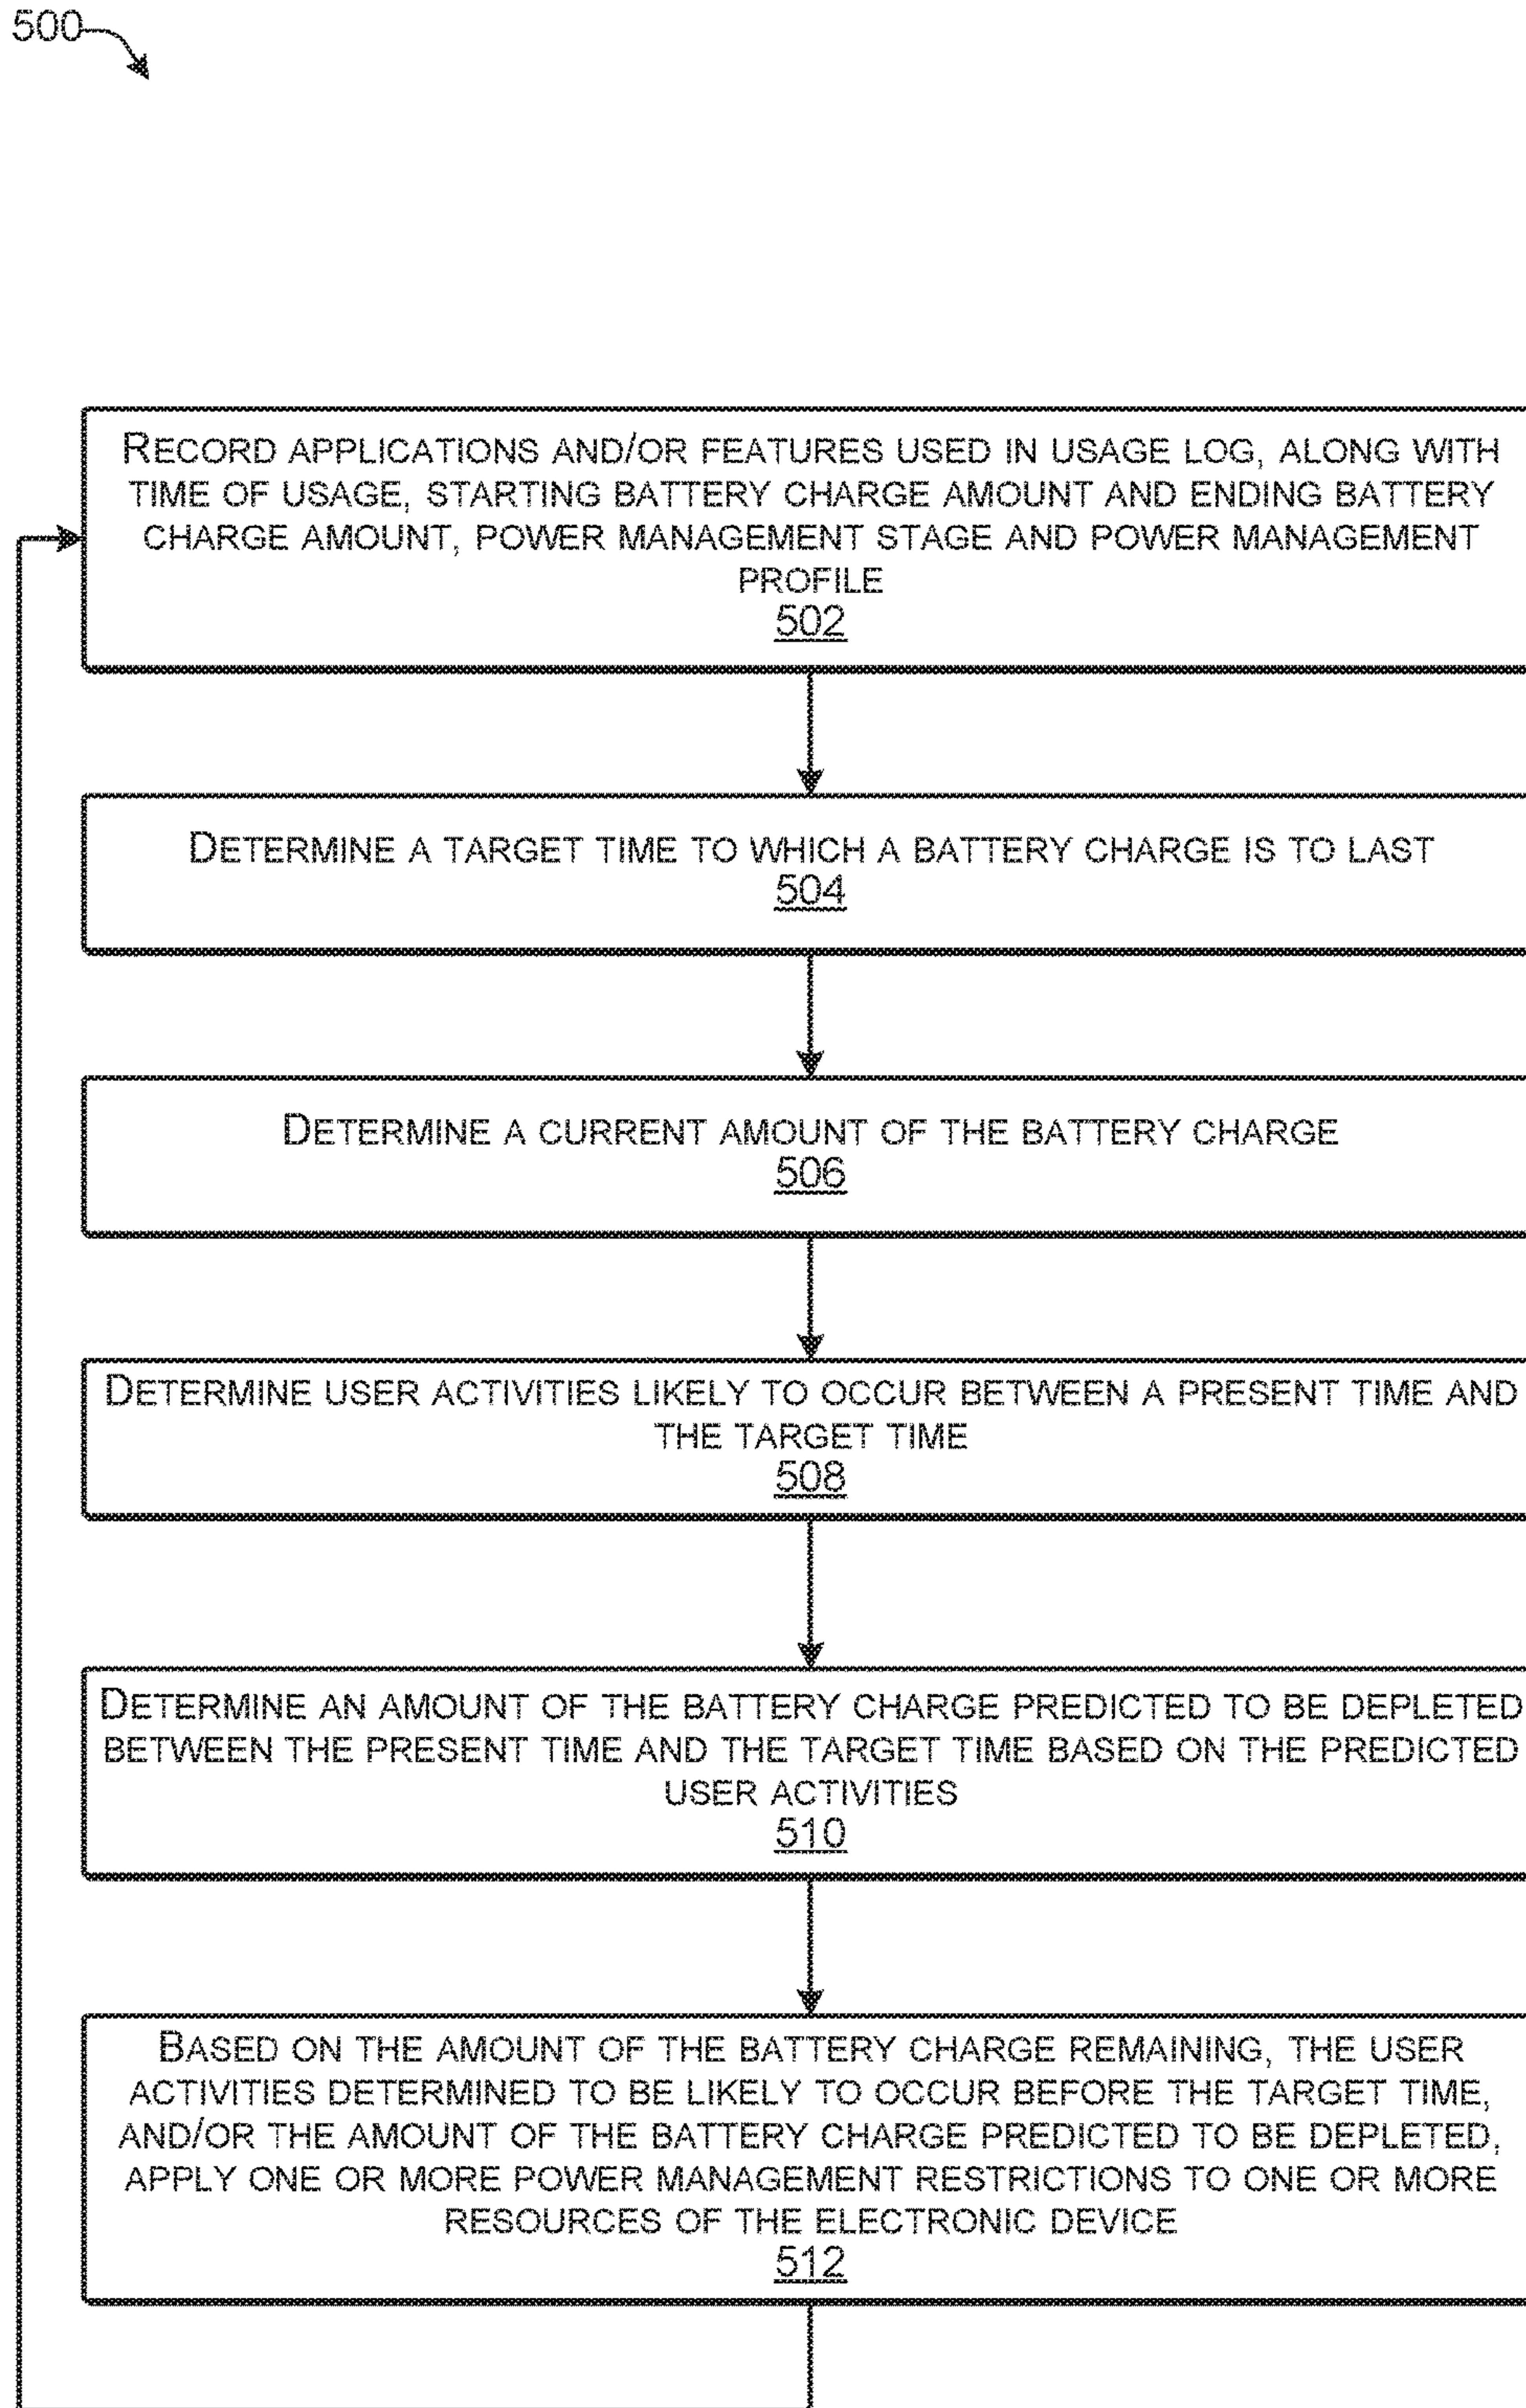 500
RECORD APPLICATIONS AND/OR FEATURES USED IN USAGE LOG, ALONG WITH
TIME OF USAGE, STARTING BATTERY CHARGE AMOUNT AND ENDING BATTERY
CHARGE AMOUNT, POWER MANAGEMENT STAGE AND POWER MANAGEMENT
PROFILE
502
DETERMINE A TARGET TIME TO WHICH A BATTERY CHARGE IS TO LAST
504
DETERMINE A CURRENT AMOUNT OF THE BATTERY CHARGE
506
DETERMINE USER ACTIVITIES LIKELY TO OCCUR BETWEEN A PRESENT TIME AND
THE TARGET TIME
508
DETERMINE AN AMOUNT OF THE BATTERY CHARGE PREDICTED TO BE DEPLETED
BETWEEN THE PRESENT TIME AND THE TARGET TIME BASED ON THE PREDICTED
USER ACTIVITIES
510
BASED ON THE AMOUNT OF THE BATTERY CHARGE REMAINING, THE USER
ACTIVITIES DETERMINED TO BE LIKELY TO OCCUR BEFORE THE TARGET TIME,
AND/OR THE AMOUNT OF THE BATTERY CHARGE PREDICTED TO BE DEPLETED,
APPLY ONE OR MORE POWER MANAGEMENT RESTRICTIONS TO ONE OR MORE
RESOURCES OF THE ELECTRONIC DEVICE
512